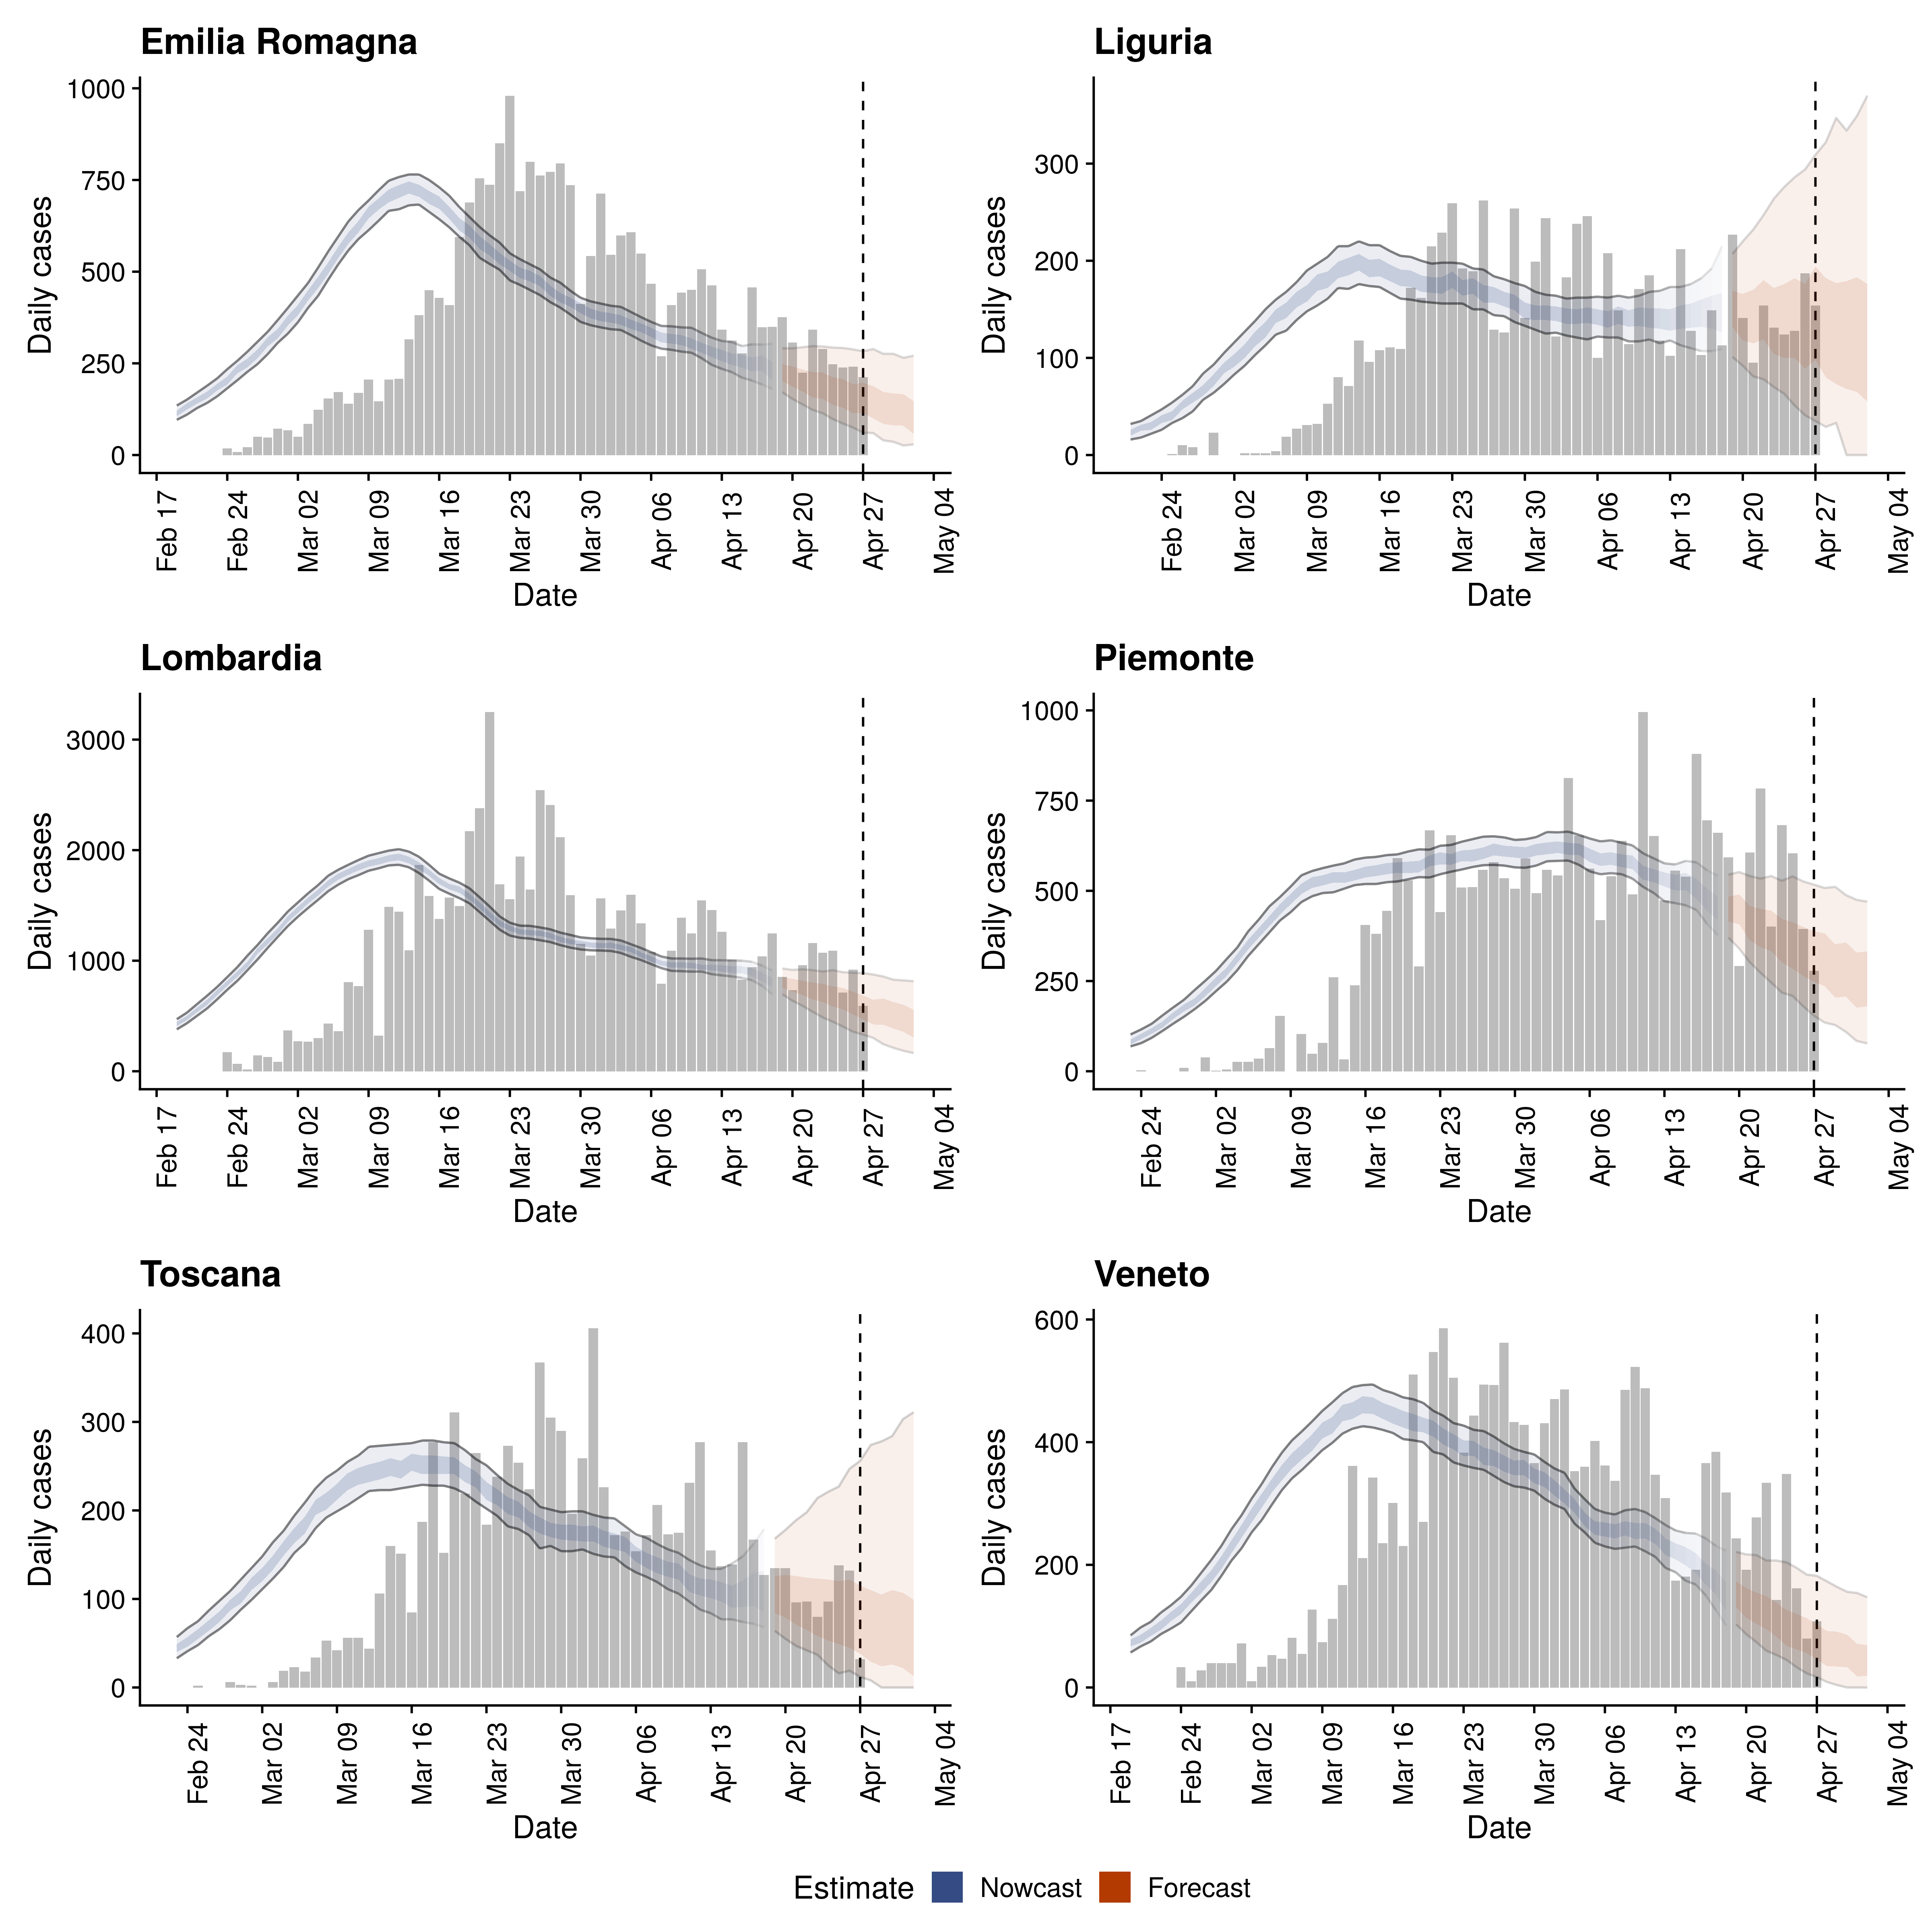 Emilia Romagna
Daily cases
1000
750
500
250
0
Feb 17
Feb 24
Mar 02
Mar 09
Mar 16
Mar 23
Mar 30
Apr 06
Apr 13
Apr 20
Apr 27
May 04
Date
Liguria
Daily cases
300
200
100
0
Feb 24
Mar 02
Mar 09
Mar 16
Mar 23
Mar 30
Apr 06
Apr 13
Apr 20
Apr 27
May 04
Date
Lombardia
Daily cases
3000
2000
1000
0
Feb 17
Feb 24
Mar 02
Mar 09
Mar 16
Mar 23
Mar 30
Apr 06
Apr 13
Apr 20
Apr 27
May 04
Date
Piemonte
Daily cases
1000
750
500
250
0
Feb 24
Mar 02
Mar 09
Mar 16
Mar 23
Mar 30
Apr 06
Apr 13
Apr 20
Apr 27
May 04
Date
Toscana
Daily cases
400
300
200
100
0
Feb 24
Mar 02
Mar 09
Mar 16
Mar 23
Mar 30
Apr 06
Apr 13
Apr 20
Apr 27
May 04
Date
Veneto
Daily cases
600
400
200
0
Feb 17
Feb 24
Mar 02
Mar 09
Mar 16
Mar 23
Mar 30
Apr 06
Apr 13
Apr 20
Apr 27
May 04
Date
Estimate Nowcast Forecast